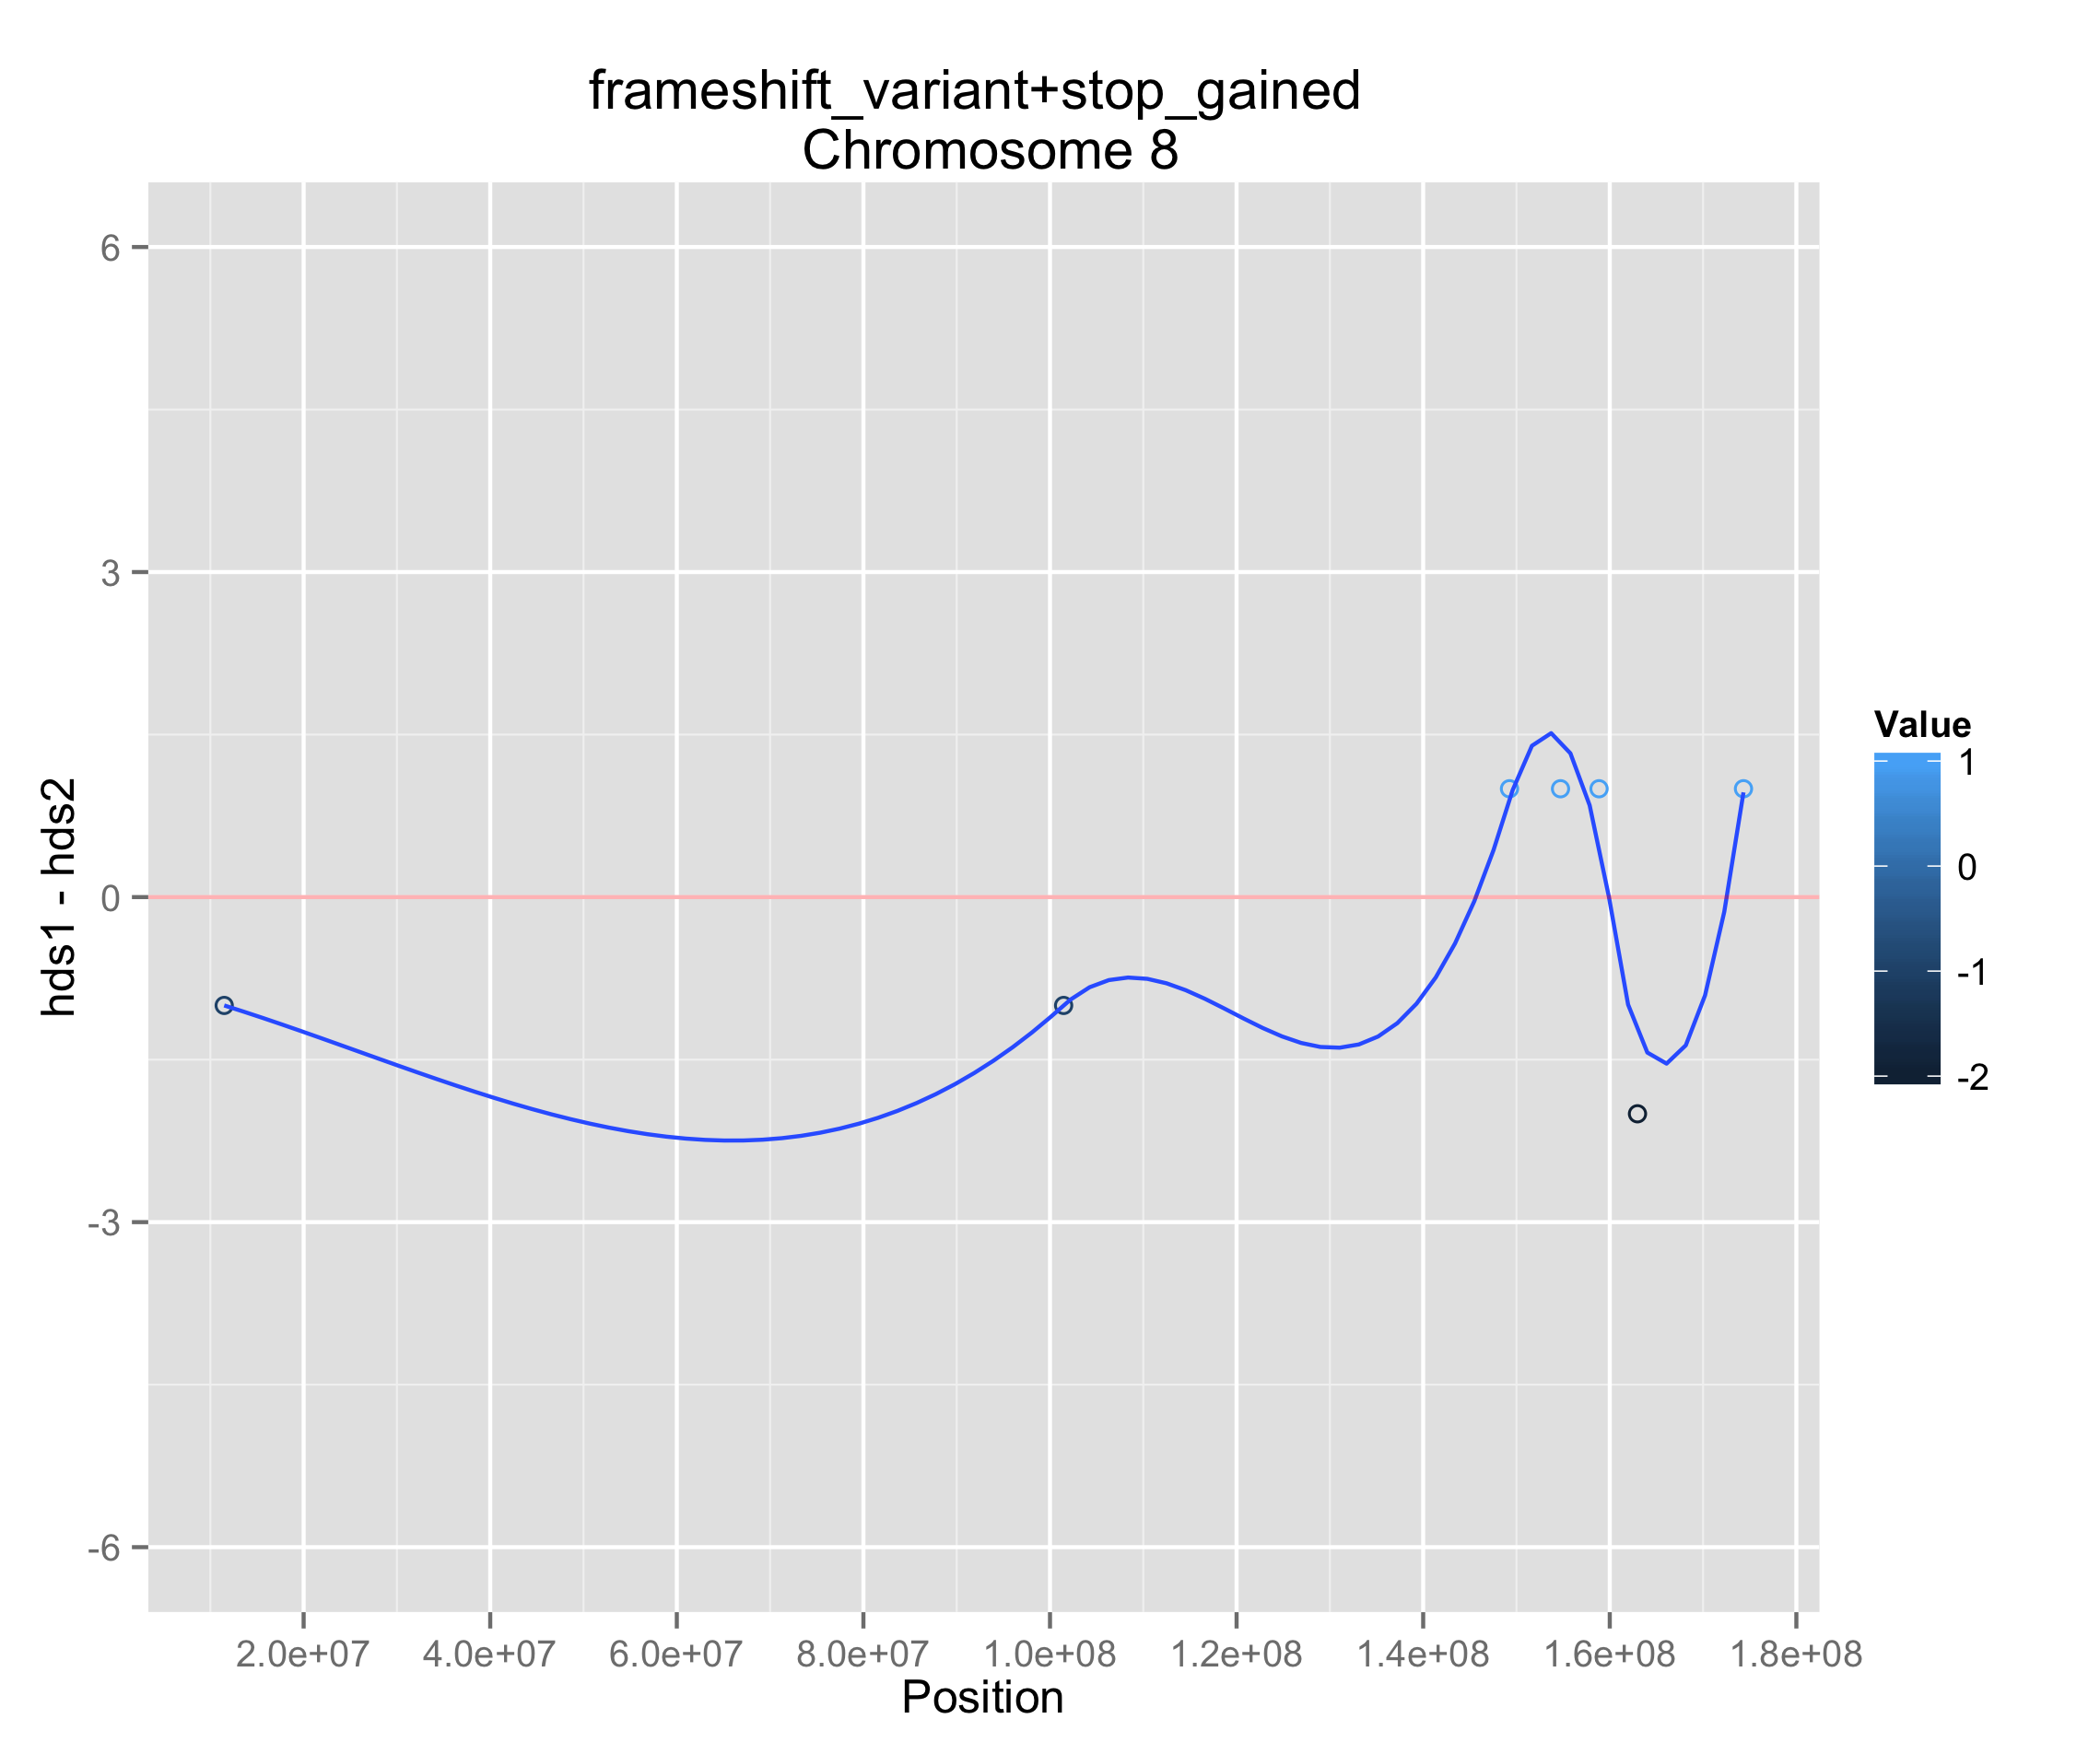 frameshift_variant+stop_gained
Chromosome 8
6
3
0
-3
-6
hds1 - hds2
2.0e+07 4.0e+07 6.0e+07 8.0e+07 1.0e+08 1.2e+08 1.4e+08 1.6e+08 1.8e+08
Position
Value
1
0
-1
-2